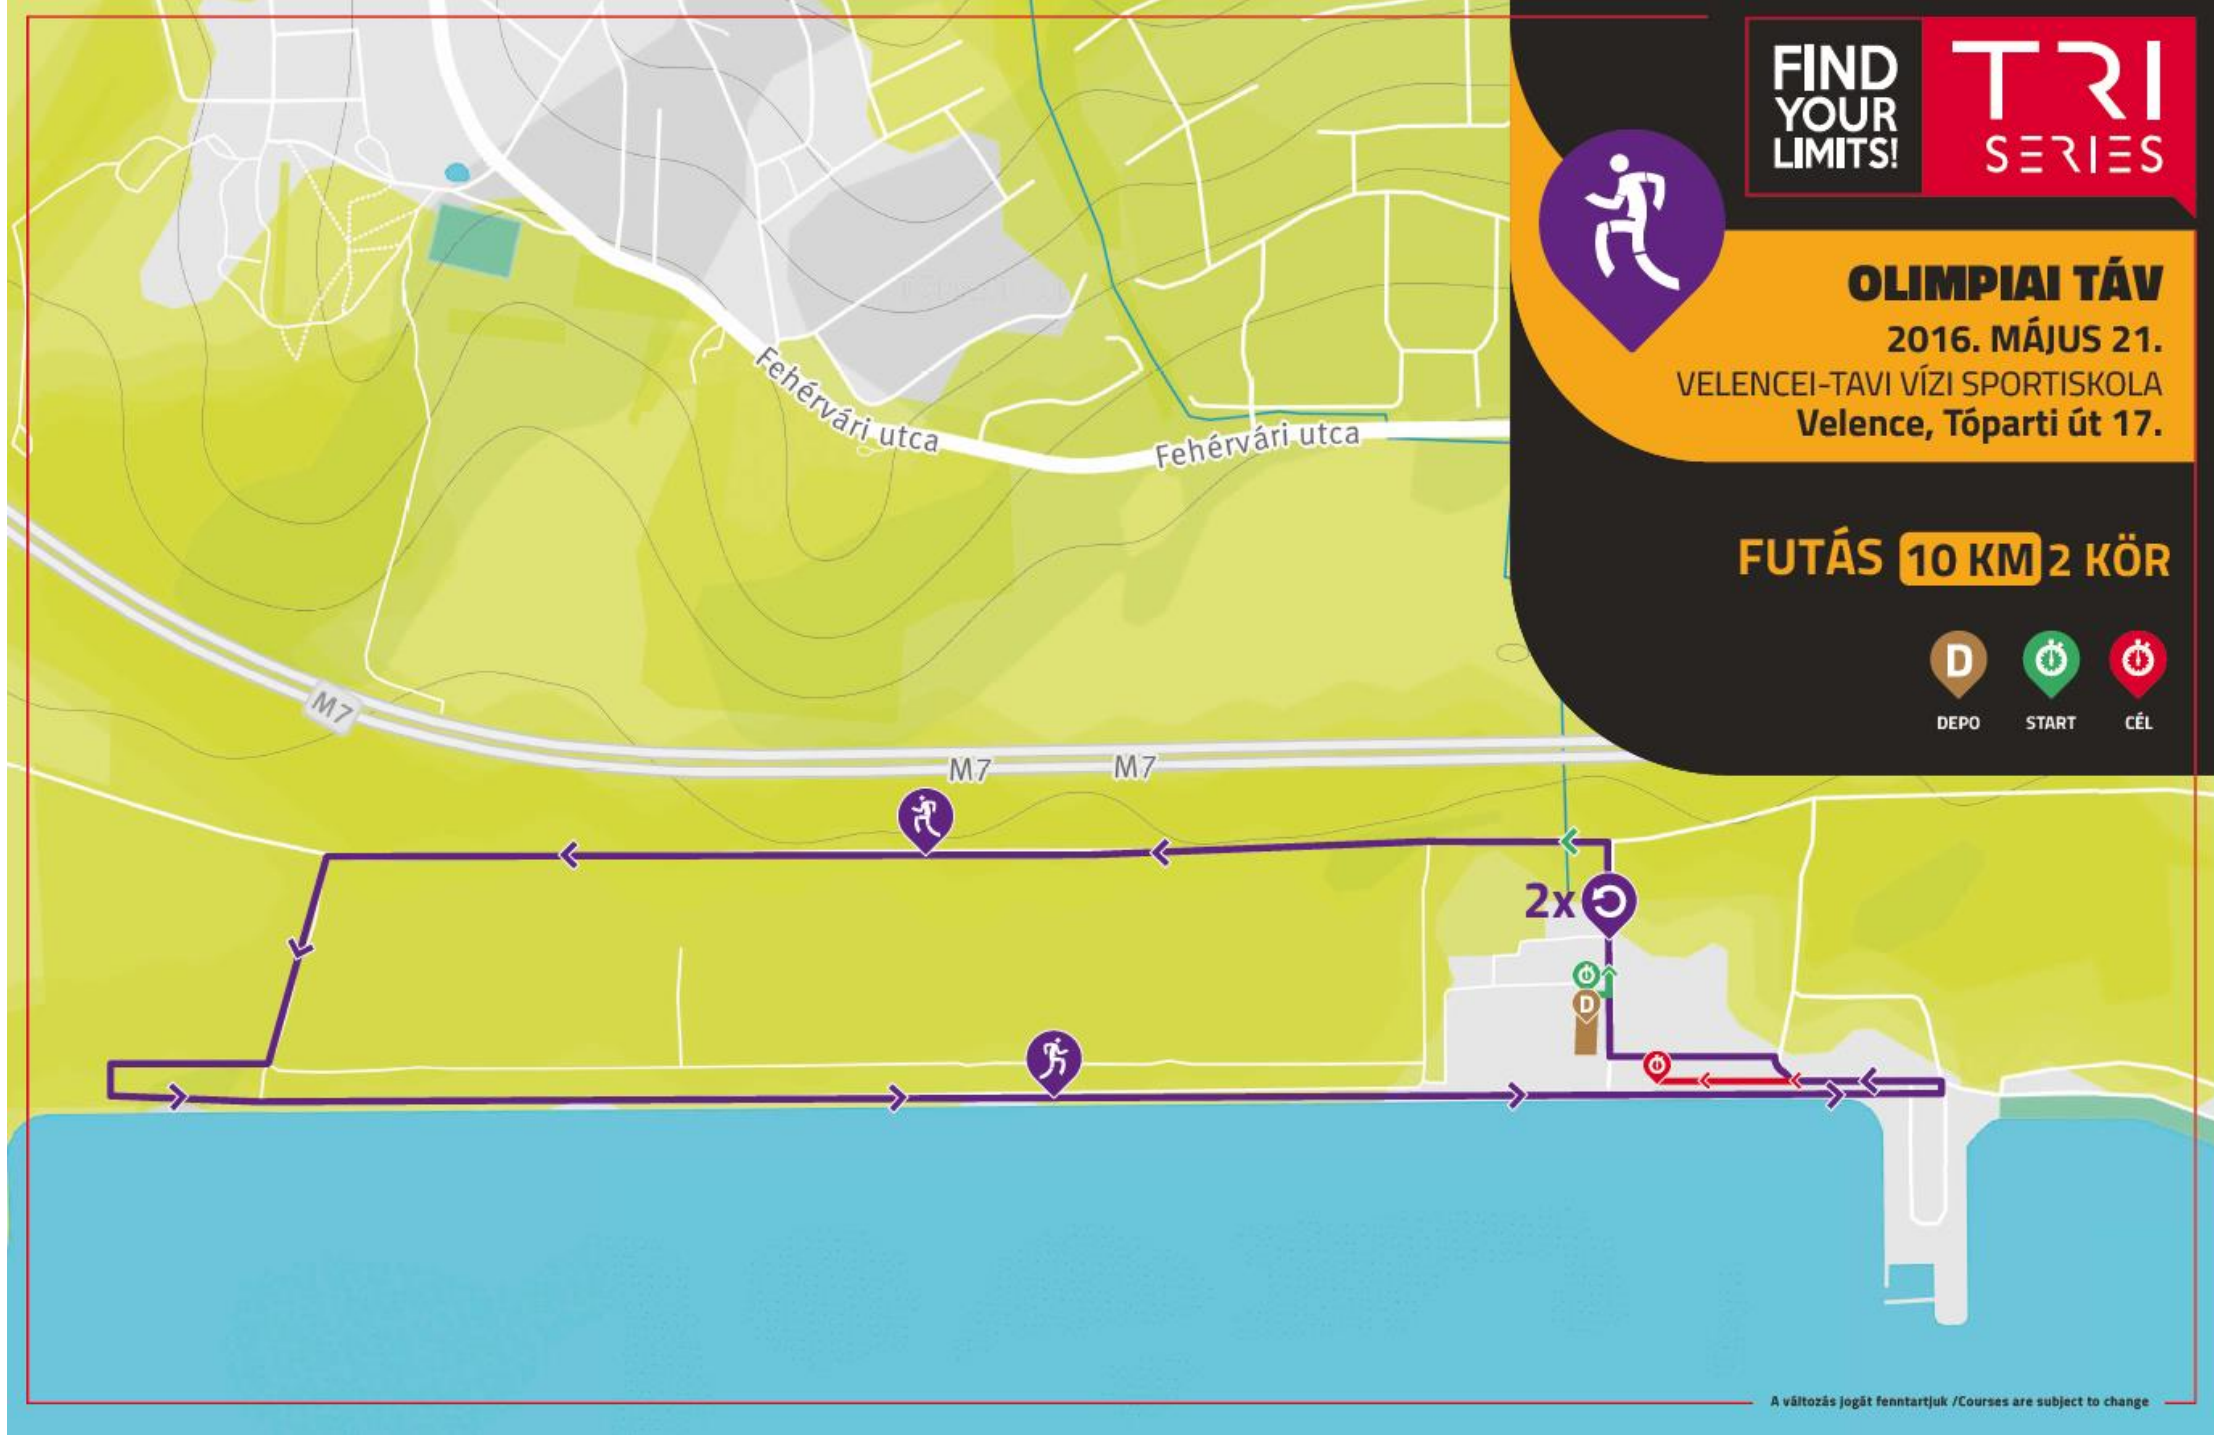 FIND
YOUR
LIMITS!
TRI
SERIES
OLIMPIAI TÁV
2016. MÁJUS 21.
VELENCEI-TAVI VÍZI SPORTISKOLA
Velence, Tóparti út 17.
FUTÁS 10 KM 2 KÖR
D
DEPO START CÉL
Fehérvári utca
Fehérvári utca
M7
M7
M7
2x
D
A változás jogát fenntartjuk /Courses are subject to change